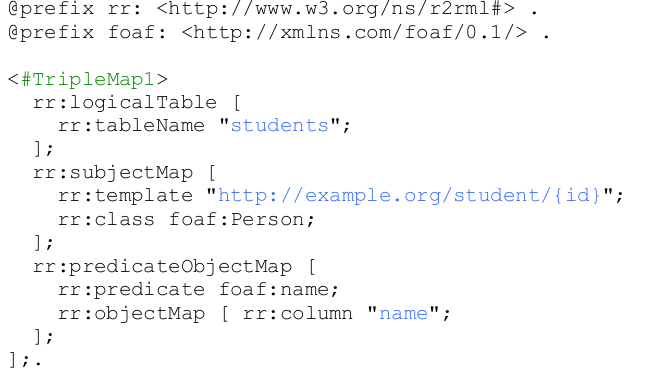 @prefix rr: <http://www.w3.org/ns/r2rml#> .
@prefix foaf: <http://xmlns.com/foaf/0.1/> .

<#TripleMap1>
  rr:logicalTable [
    rr:tableName "students";
  ];
  rr:subjectMap [
    rr:template "http://example.org/student/{id}";
    rr:class foaf:Person;
  ];
  rr:predicateObjectMap [
    rr:predicate foaf:name;
    rr:objectMap [ rr:column "name";
  ];
];.